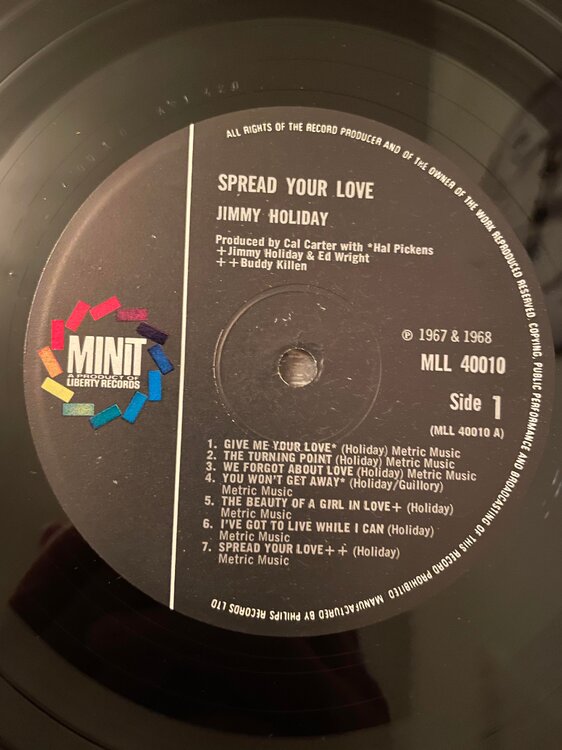 ALL RIGHTS OF THE RECORD PRODUCER AND OF THE OWNER OF THE WORK REPRODUCED RESERVED. COPYING, PUBLIC PERFORMANCE AND BROADCASTING OF THIS RECORD PROHIBITED MANUFACTURED BY PHILIPS RECORDS LTD
SPREAD YOUR LOVE
JIMMY HOLIDAY
Produced by Cal Carter with *Hal Pickens
+Jimmy Holiday & Ed Wright
++Buddy Killen
MINIT
A PRODUCT OF
LIBERTY RECORDS
℗ 1967 & 1968
MLL 40010
Side 1
(MLL 40010 A)
1. GIVE ME YOUR LOVE* (Holiday) Metric Music
2. THE TURNING POINT (Holiday) Metric Music
3. WE FORGOT ABOUT LOVE (Holiday) Metric Music
4. YOU WON'T GET AWAY* (Holiday/Guillory)
Metric Music
5. THE BEAUTY OF A GIRL IN LOVE+ (Holiday)
Metric Music
6. I'VE GOT TO LIVE WHILE I CAN (Holiday)
Metric Music
7. SPREAD YOUR LOVE++ (Holiday)
Metric Music